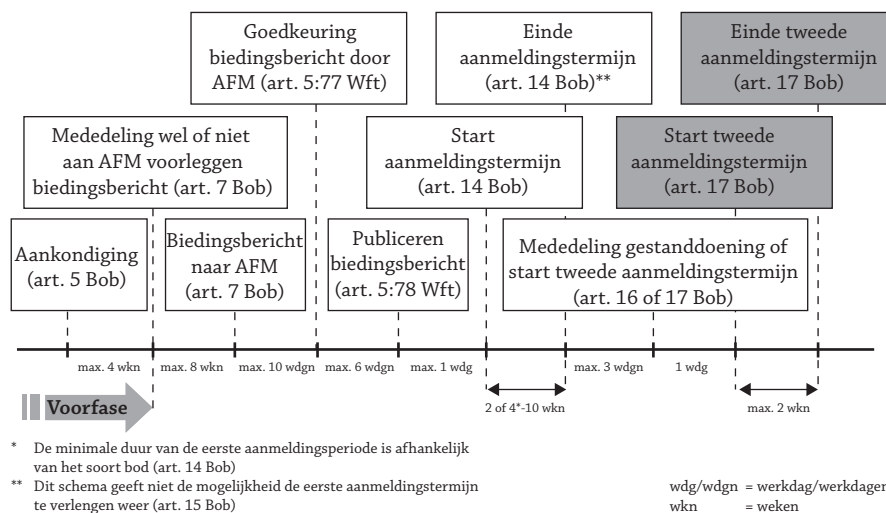 Goedkeuring
biedingsbericht door
AFM (art. 5:77 Wft)
Einde
aanmeldingstermijn
(art. 14 Bob)**
Einde tweede
aanmeldingstermijn
(art. 17 Bob)
Mededeling wel of niet
aan AFM voorleggen
biedingsbericht (art. 7 Bob)
Start
aanmeldingstermijn
(art. 14 Bob)
Start tweede
aanmeldingstermijn
(art. 17 Bob)
Aankondiging
(art. 5 Bob)
Biedingsbericht
naar AFM
(art. 7 Bob)
Publiceren
biedingsbericht
(art. 5:78 Wft)
Mededeling gestanddoening of
start tweede aanmeldingstermijn
(art. 16 of 17 Bob)
max. 4 wkn
max. 8 wkn
max. 10 wdgn
max. 6 wdgn
max. 1 wdg
max. 3 wdgn
1 wdg
2 of 4*-10 wkn
max. 2 wkn
Voorfase
* De minimale duur van de eerste aanmeldingsperiode is afhankelijk
van het soort bod (art. 14 Bob)
** Dit schema geeft niet de mogelijkheid de eerste aanmeldingstermijn
te verlengen weer (art. 15 Bob)
wdg/wdgn = werkdag/werkdagen
wkn = weken